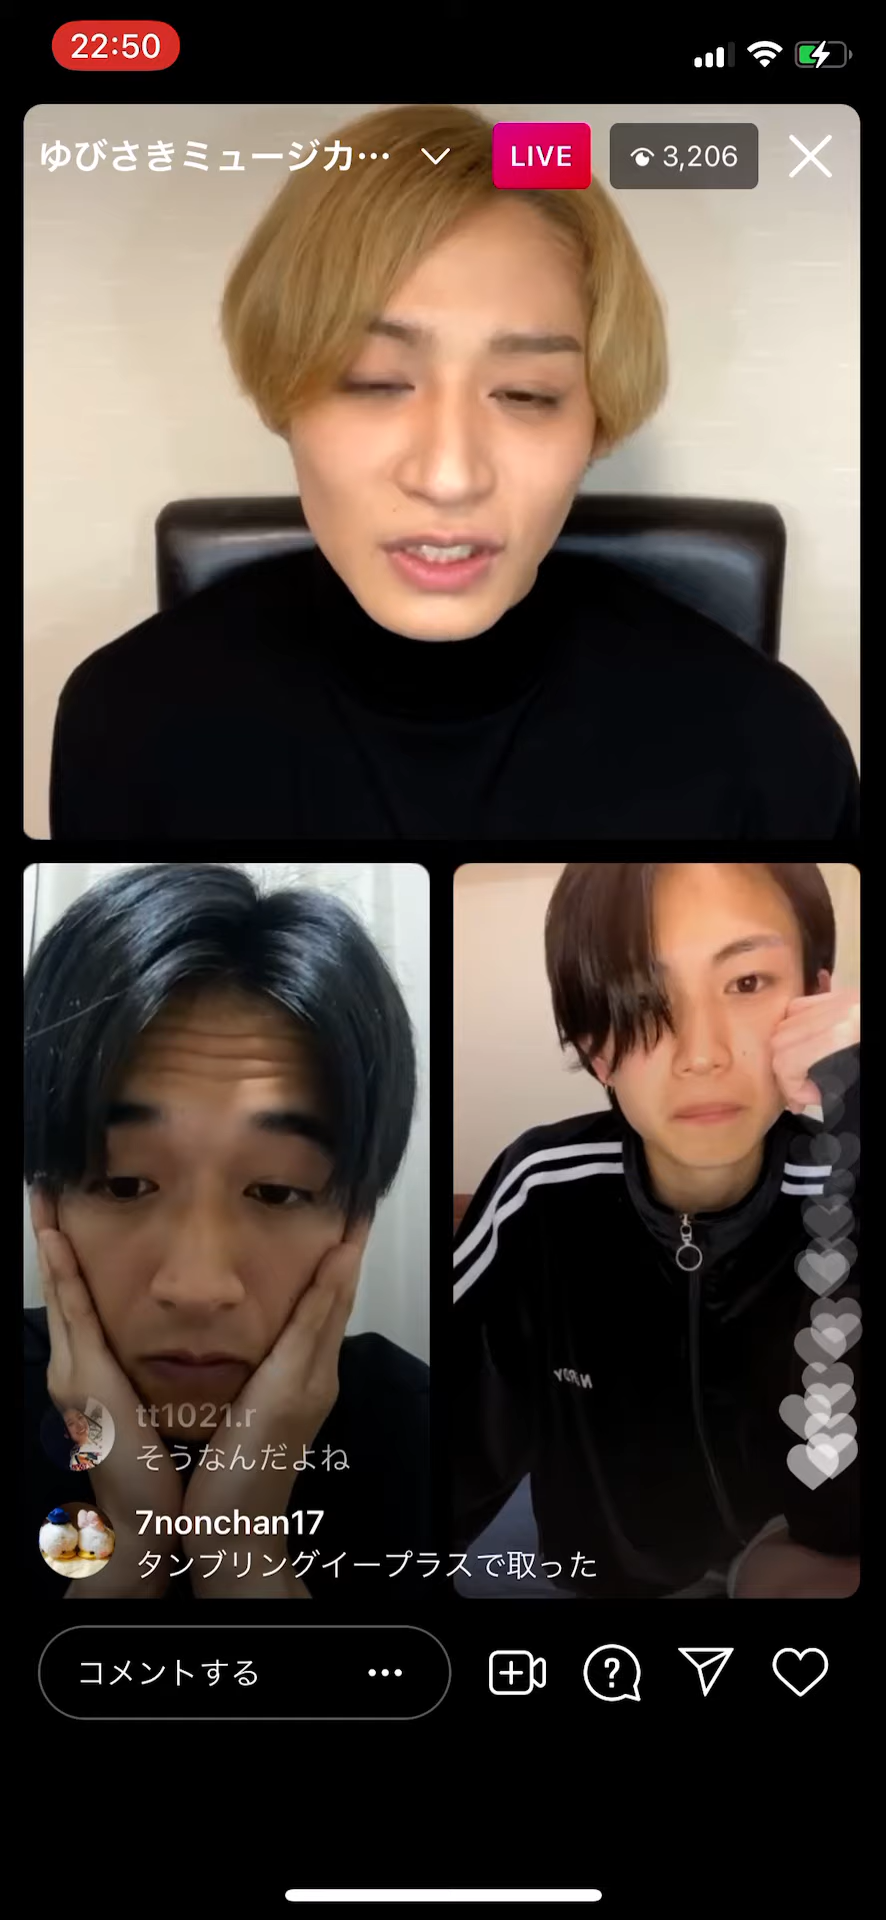 22:50
ゆびさきミュージカ…
LIVE
3,206
tt1021.r
そうなんだよね
7nonchan17
タンブリングイープラスで取った
コメントする